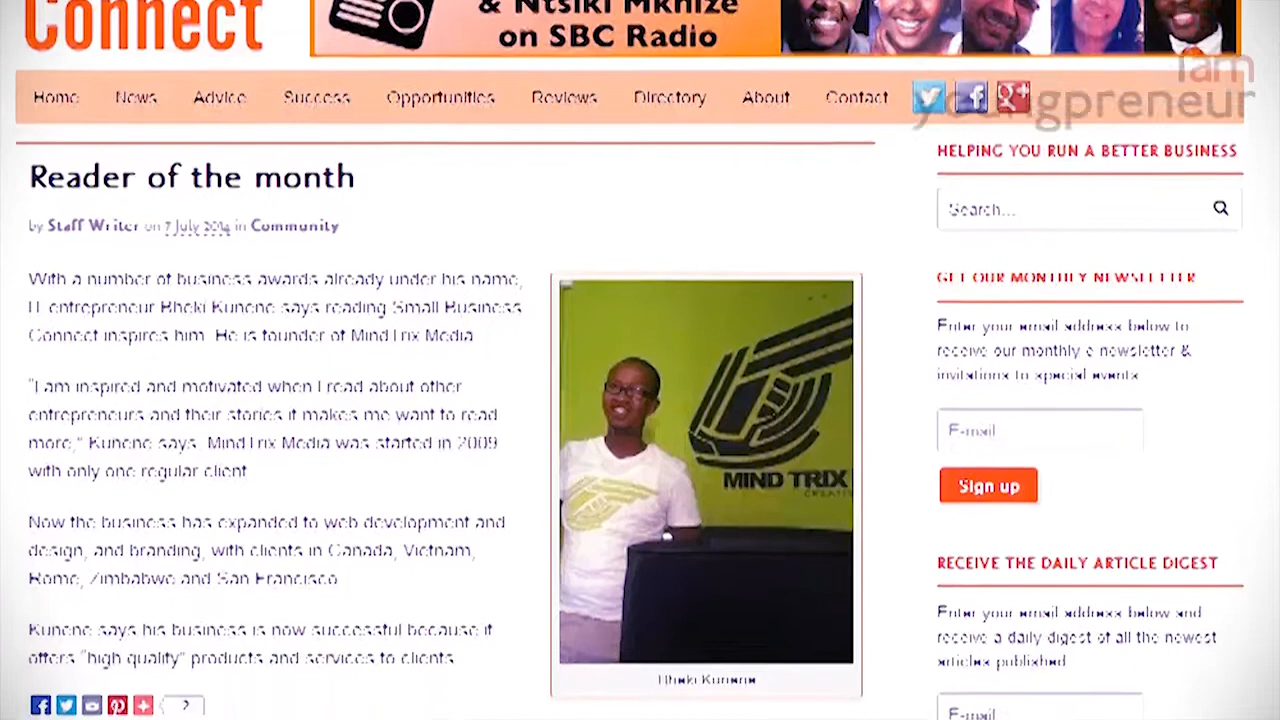 Connect
& Ntsiki Mkhize
on SBC Radio
I am
youngpreneur
Home News Advice Success Opportunities Reviews Directory About Contact
Reader of the month
by Staff Writer on 7 July 2014 in Community
With a number of business awards already under his name,
IT entrepreneur Bheki Kunene says reading Small Business
Connect inspires him. He is founder of MindTrix Media.
"I am inspired and motivated when I read about other
entrepreneurs and their stories it makes me want to read
more," Kunene says. MindTrix Media was started in 2009
with only one regular client.
Now the business has expanded to web development and
design, and branding, with clients in Canada, Vietnam,
Rome, Zimbabwe and San Francisco.
Kunene says his business is now successful because it
offers "high quality" products and services to clients.
MIND TRIX
Bheki Kunene
HELPING YOU RUN A BETTER BUSINESS
Search...
GET OUR MONTHLY NEWSLETTER
Enter your email address below to
receive our monthly e-newsletter &
invitations to special events
E-mail
Sign up
RECEIVE THE DAILY ARTICLE DIGEST
Enter your email address below and
receive a daily digest of all the newest
articles published
E-mail